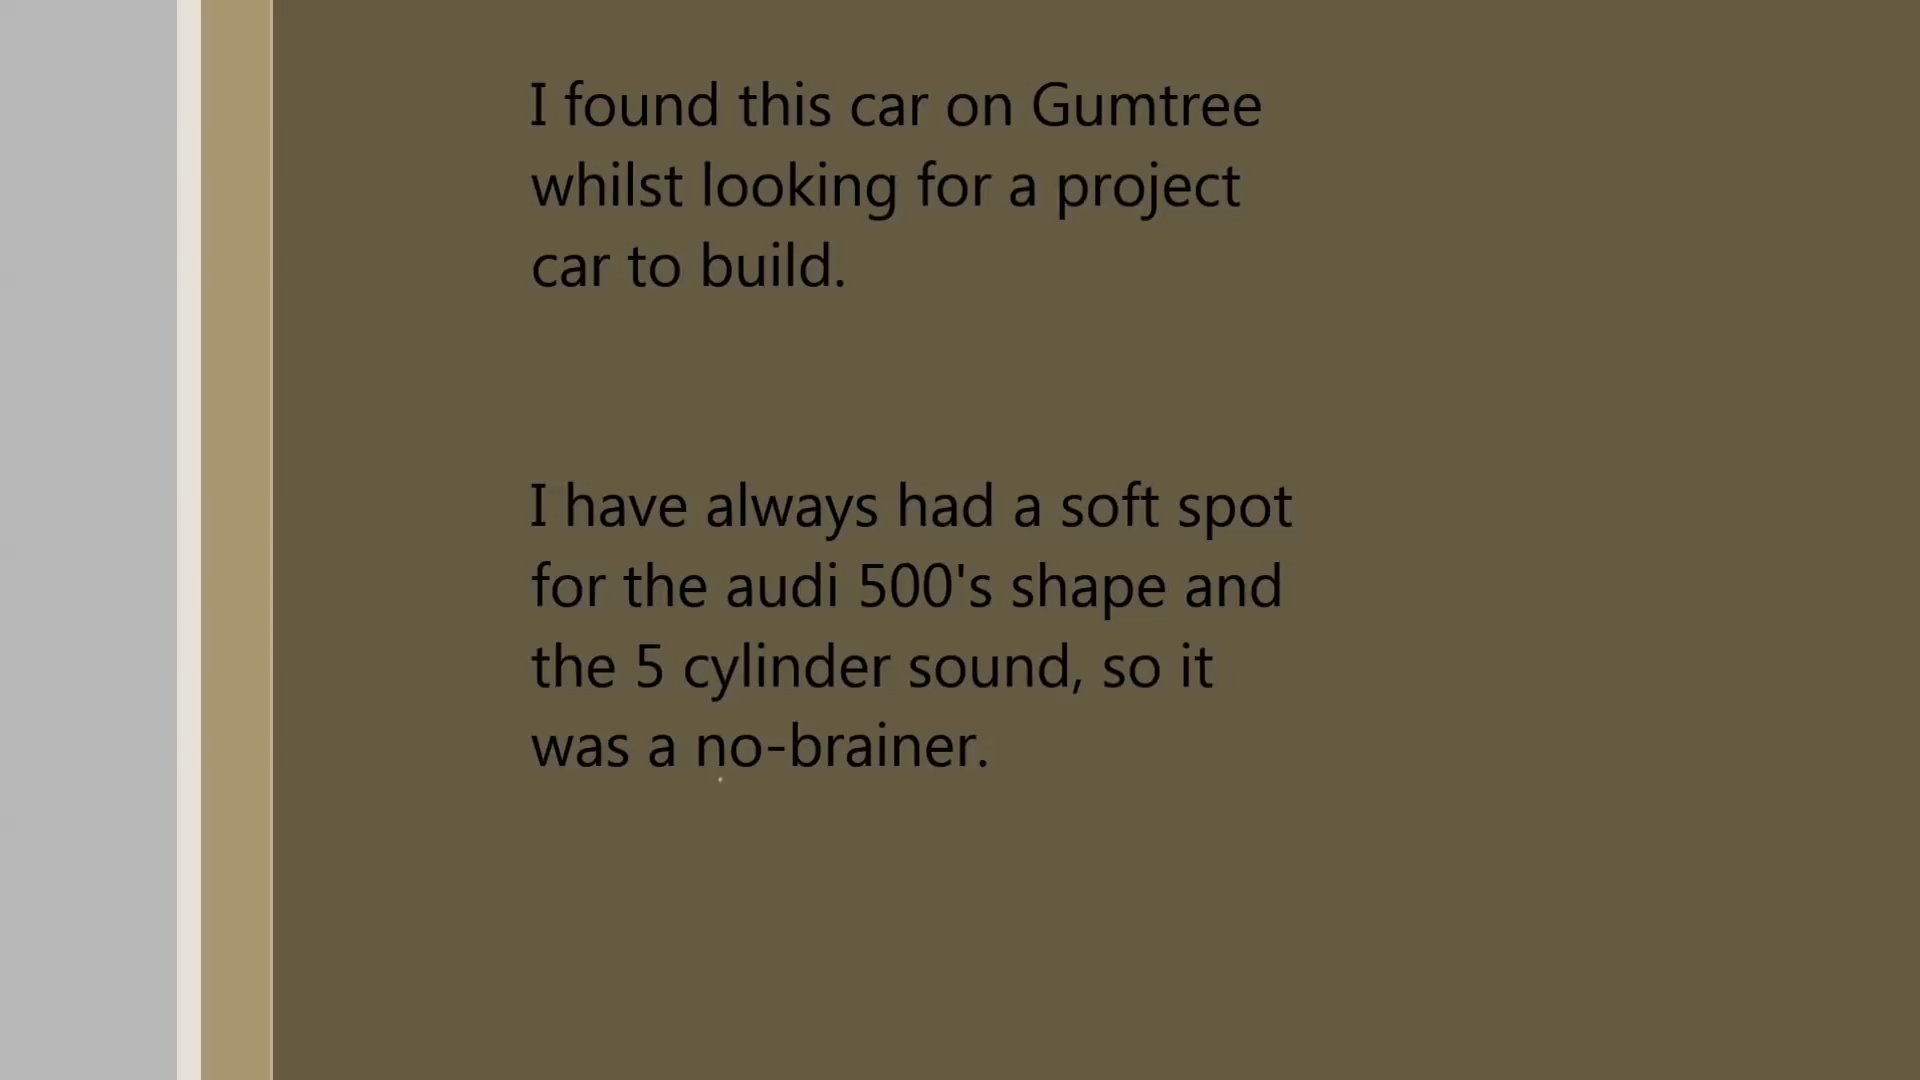 I found this car on Gumtree
whilst looking for a project
car to build.
I have always had a soft spot
for the audi 500's shape and
the 5 cylinder sound, so it
was a no-brainer.